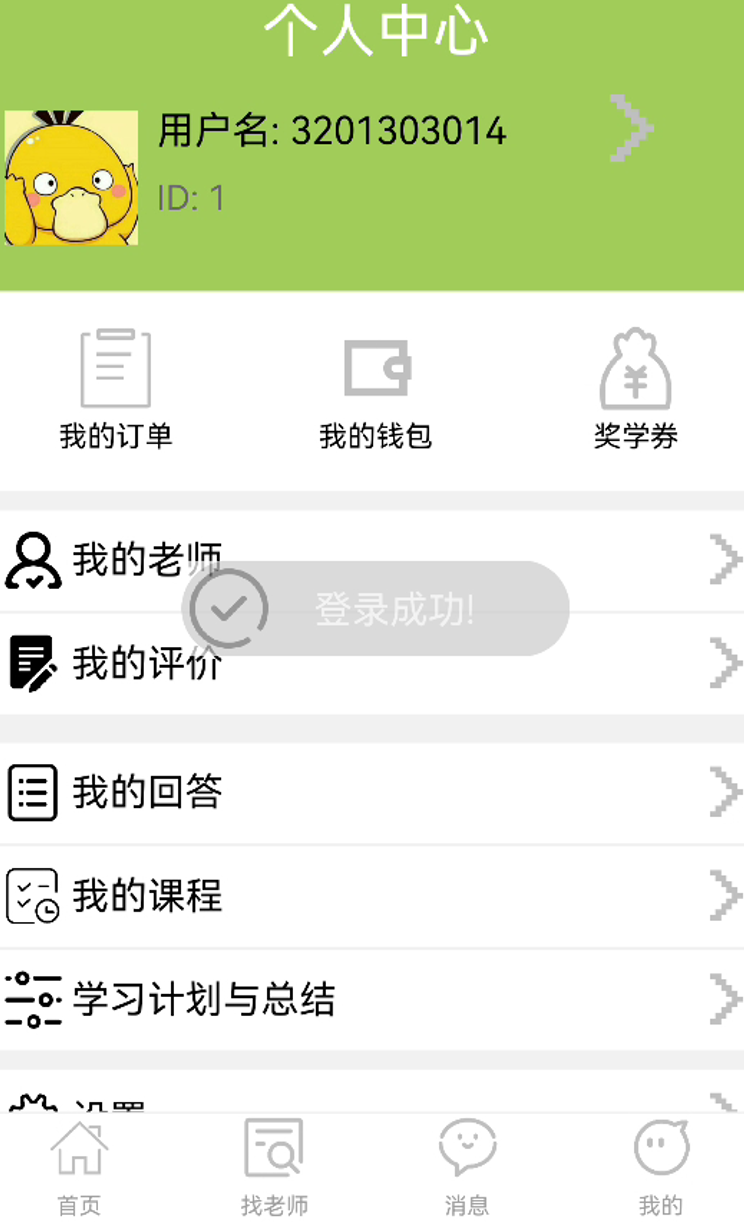 个人中心
用户名: 3201303014
ID: 1
我的订单
我的钱包
奖学券
我的老师
登录成功!
我的评价
我的回答
我的课程
学习计划与总结
设置
首页
找老师
消息
我的